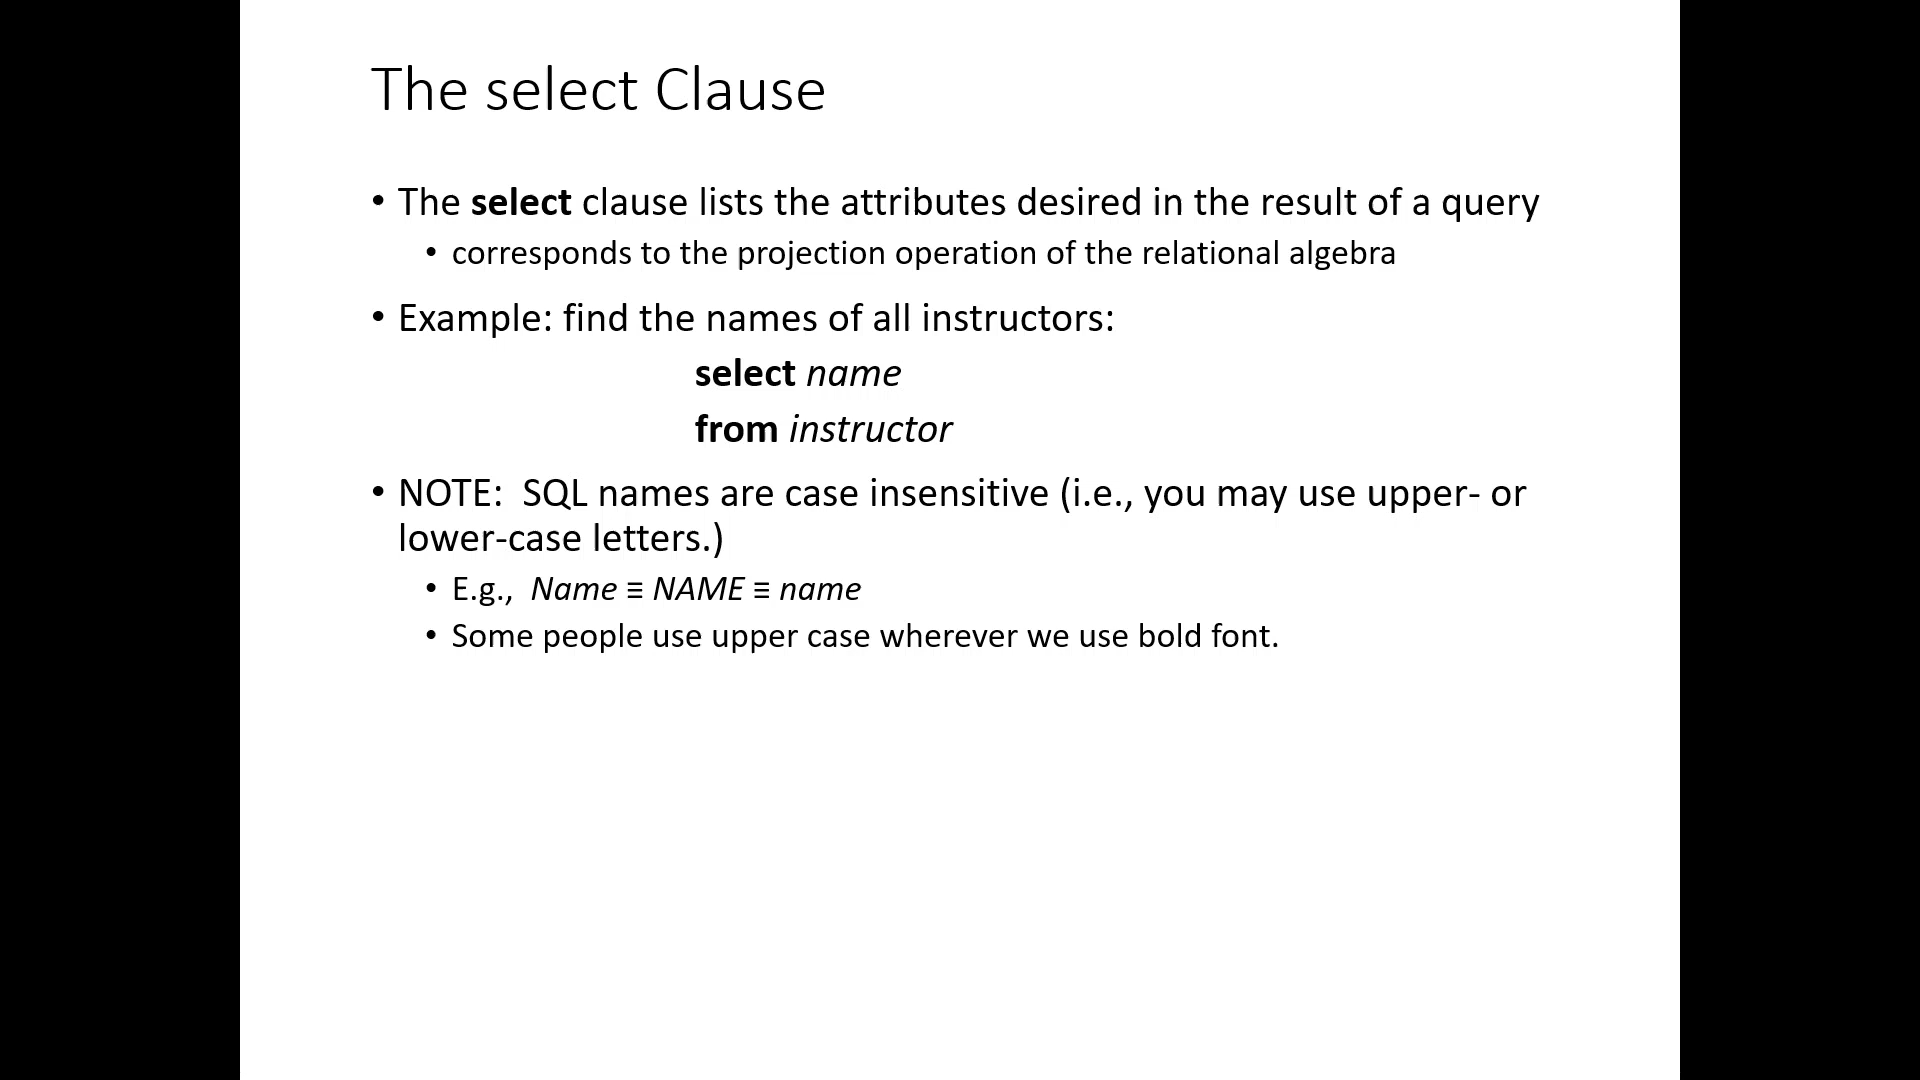 The select Clause
• The select clause lists the attributes desired in the result of a query
• corresponds to the projection operation of the relational algebra
• Example: find the names of all instructors:
select name
from instructor
• NOTE:  SQL names are case insensitive (i.e., you may use upper- or
lower-case letters.)
• E.g.,  Name ≡ NAME ≡ name
• Some people use upper case wherever we use bold font.